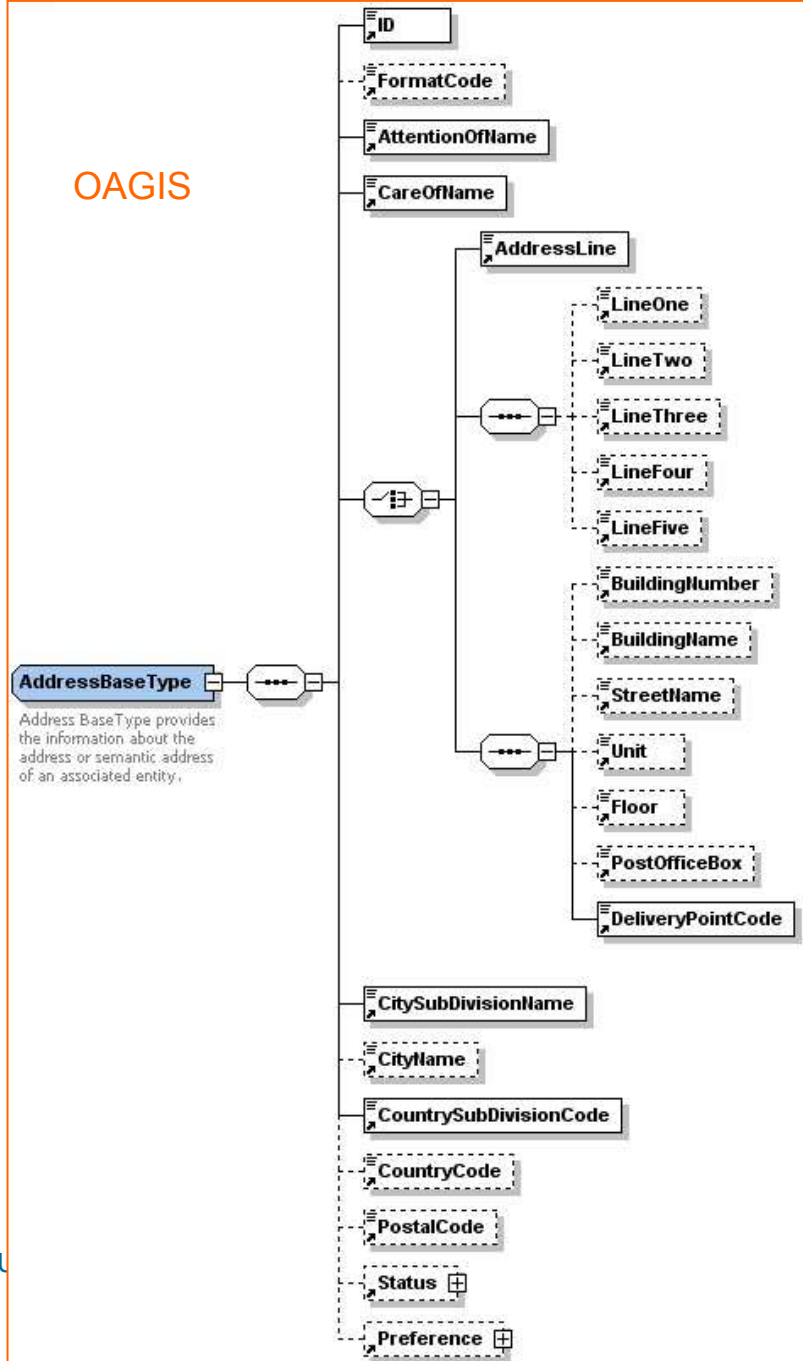 OAGIS
ID
FormatCode
AttentionOfName
CareOfName
AddressLine
LineOne
LineTwo
LineThree
LineFour
LineFive
BuildingNumber
BuildingName
StreetName
Unit
Floor
PostOfficeBox
DeliveryPointCode
AddressBaseType
Address BaseType provides
the information about the
address or semantic address
of an associated entity.
CitySubDivisionName
CityName
CountrySubDivisionCode
CountryCode
PostalCode
Status
Preference